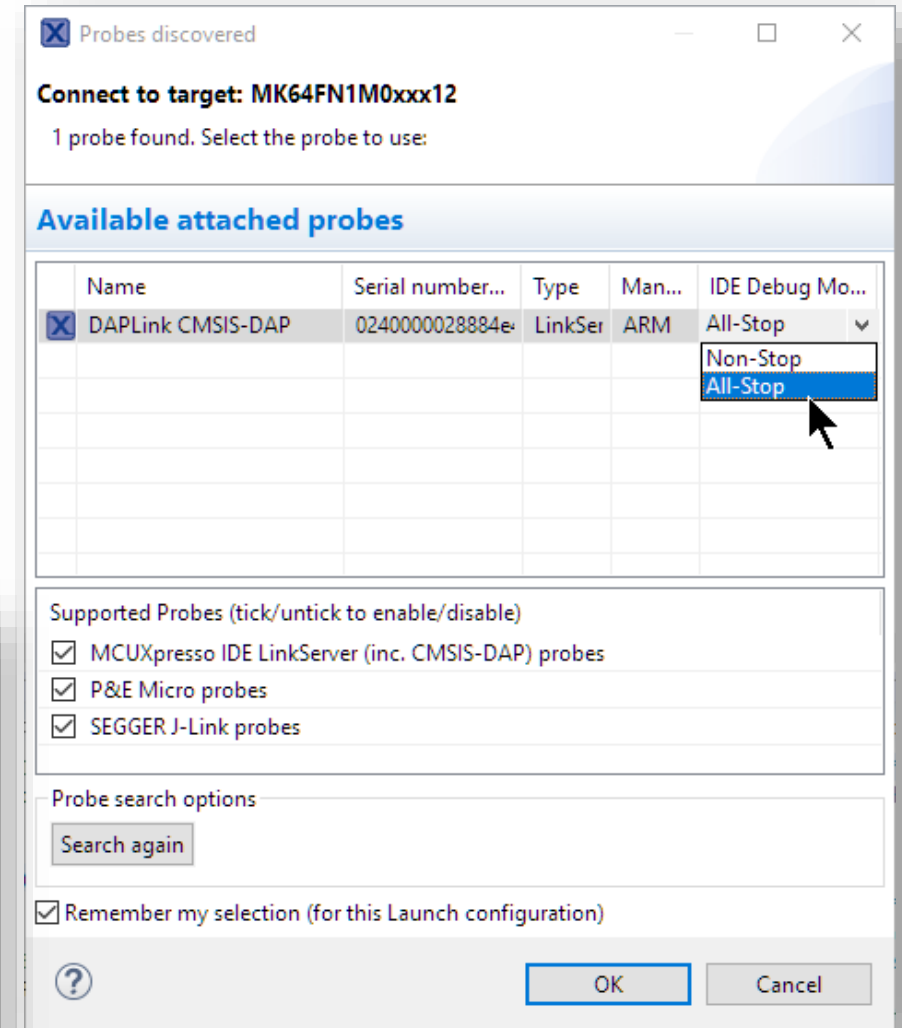 Probes discovered
Connect to target: MK64FN1M0xxx12
1 probe found. Select the probe to use:
Available attached probes
Name Serial number... Type Man... IDE Debug Mo...
DAPLink CMSIS-DAP 0240000028884e LinkSer ARM All-Stop
Non-Stop
All-Stop
Supported Probes (tick/untick to enable/disable)
MCUXpresso IDE LinkServer (inc. CMSIS-DAP) probes
P&E Micro probes
SEGGER J-Link probes
Probe search options
Search again
Remember my selection (for this Launch configuration)
OK Cancel